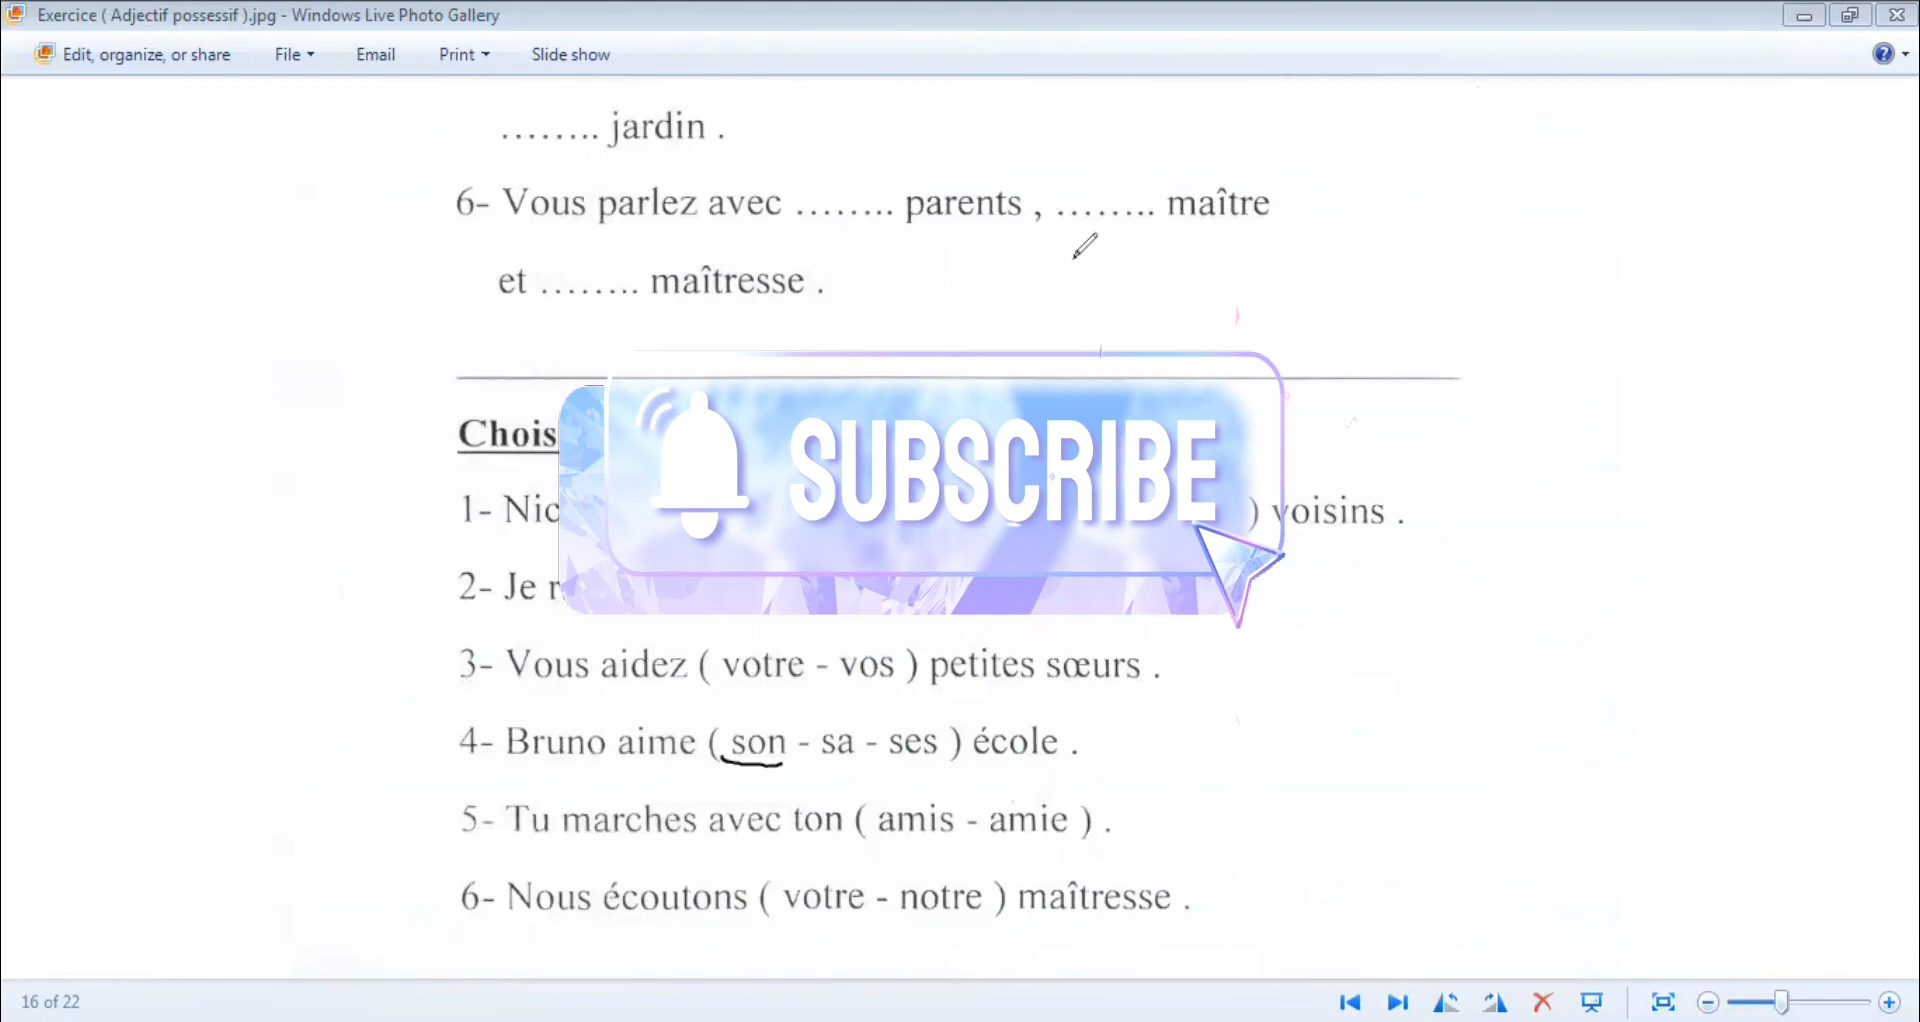 Exercice ( Adjectif possessif ).jpg - Windows Live Photo Gallery
Edit, organize, or share File Email Print Slide show
........ jardin .
6- Vous parlez avec ........ parents , ........ maître
et ........ maîtresse .
SUBSCRIBE
1- ) voisins .
2- Je
3- Vous aidez ( votre - vos ) petites sœurs .
4- Bruno aime ( son - sa - ses ) école .
5- Tu marches avec ton ( amis - amie ) .
6- Nous écoutons ( votre - notre ) maîtresse .
16 of 22